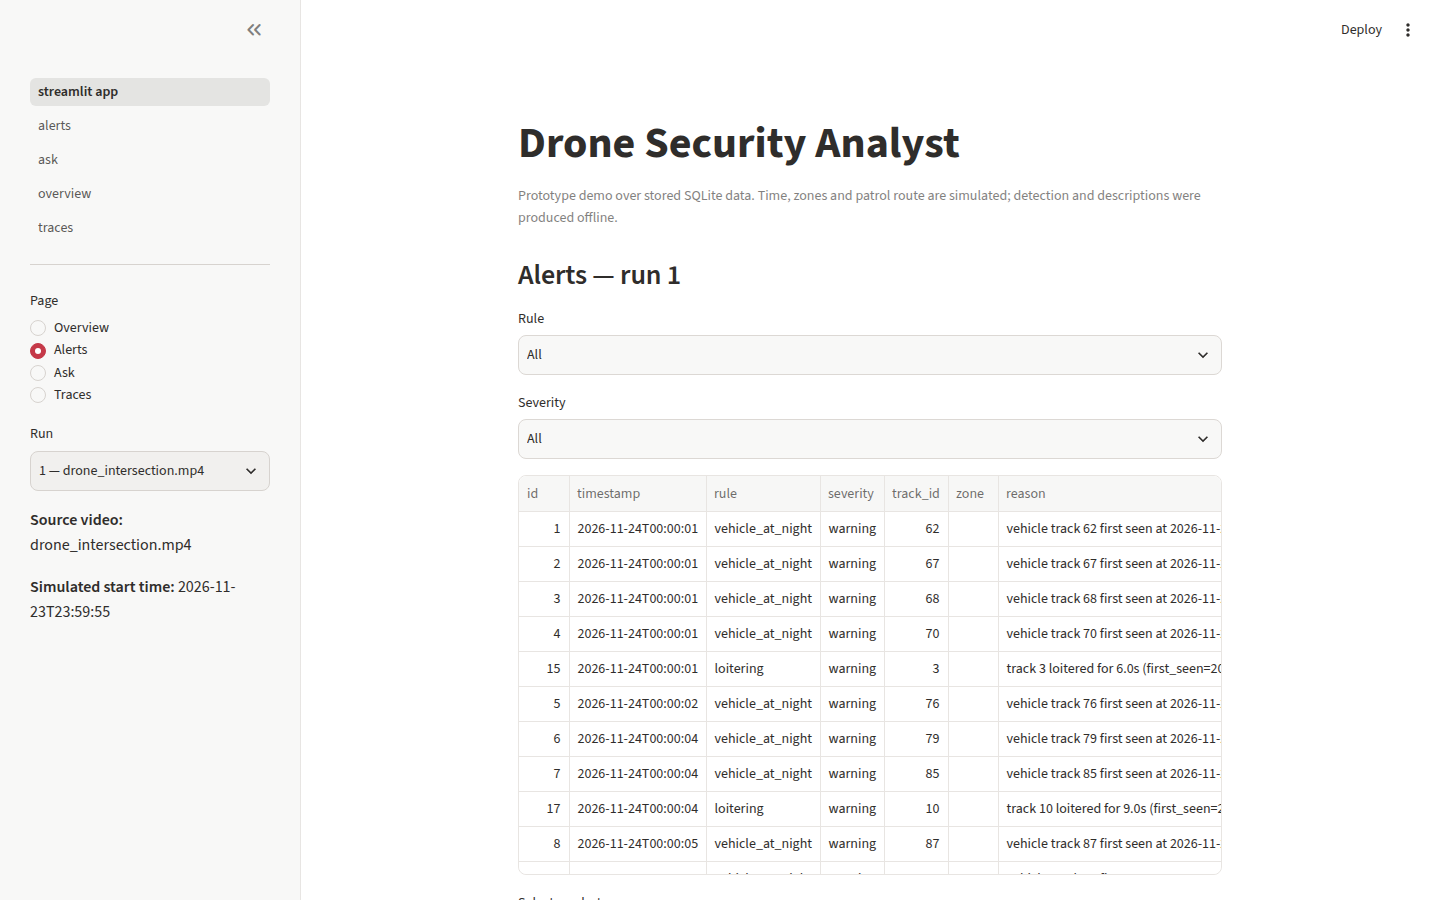 Deploy
streamlit app
alerts
ask
overview
traces
Page
Overview
Alerts
Ask
Traces
Run
1 — drone_intersection.mp4
Source video:
drone_intersection.mp4
Simulated start time: 2026-11-
23T23:59:55
Drone Security Analyst
Prototype demo over stored SQLite data. Time, zones and patrol route are simulated; detection and descriptions were
produced offline.
Alerts — run 1
Rule
All
Severity
All
id timestamp rule severity track_id zone reason
1 2026-11-24T00:00:01 vehicle_at_night warning 62 vehicle track 62 first seen at 2026-11-
2 2026-11-24T00:00:01 vehicle_at_night warning 67 vehicle track 67 first seen at 2026-11-
3 2026-11-24T00:00:01 vehicle_at_night warning 68 vehicle track 68 first seen at 2026-11-
4 2026-11-24T00:00:01 vehicle_at_night warning 70 vehicle track 70 first seen at 2026-11-
15 2026-11-24T00:00:01 loitering warning 3 track 3 loitered for 6.0s (first_seen=20
5 2026-11-24T00:00:02 vehicle_at_night warning 76 vehicle track 76 first seen at 2026-11-
6 2026-11-24T00:00:04 vehicle_at_night warning 79 vehicle track 79 first seen at 2026-11-
7 2026-11-24T00:00:04 vehicle_at_night warning 85 vehicle track 85 first seen at 2026-11-
17 2026-11-24T00:00:04 loitering warning 10 track 10 loitered for 9.0s (first_seen=2
8 2026-11-24T00:00:05 vehicle_at_night warning 87 vehicle track 87 first seen at 2026-11-